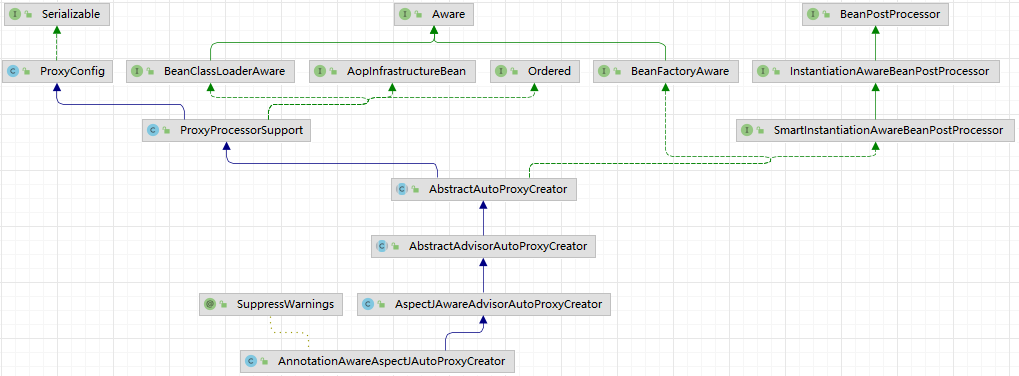 Serializable
Aware
BeanPostProcessor
ProxyConfig
BeanClassLoaderAware
AopInfrastructureBean
Ordered
BeanFactoryAware
InstantiationAwareBeanPostProcessor
ProxyProcessorSupport
SmartInstantiationAwareBeanPostProcessor
AbstractAutoProxyCreator
AbstractAdvisorAutoProxyCreator
SuppressWarnings
AspectJAwareAdvisorAutoProxyCreator
AnnotationAwareAspectJAutoProxyCreator